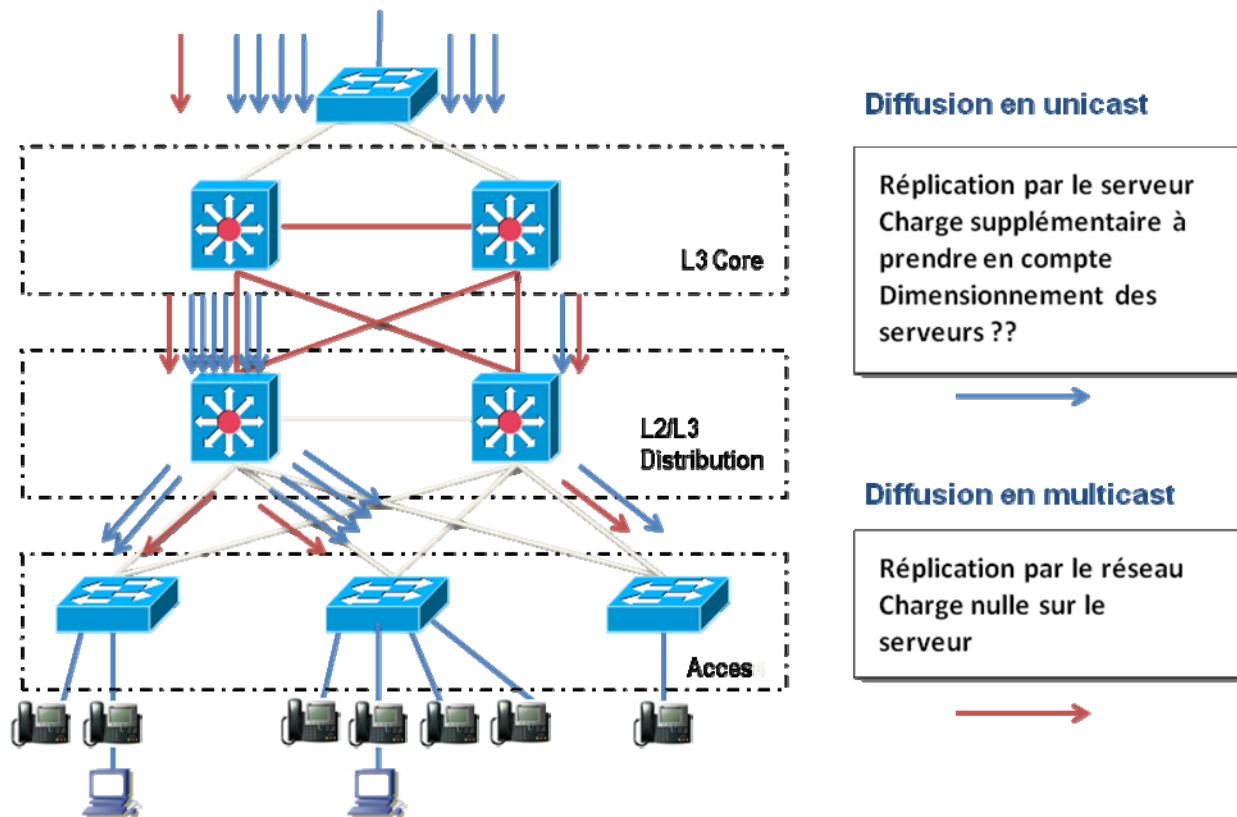 Diffusion en unicast
Réplication par le serveur
Charge supplémentaire à
prendre en compte
Dimensionnement des
serveurs ??
L3 Core
L2/L3
Distribution
Diffusion en multicast
Réplication par le réseau
Charge nulle sur le
serveur
Acces